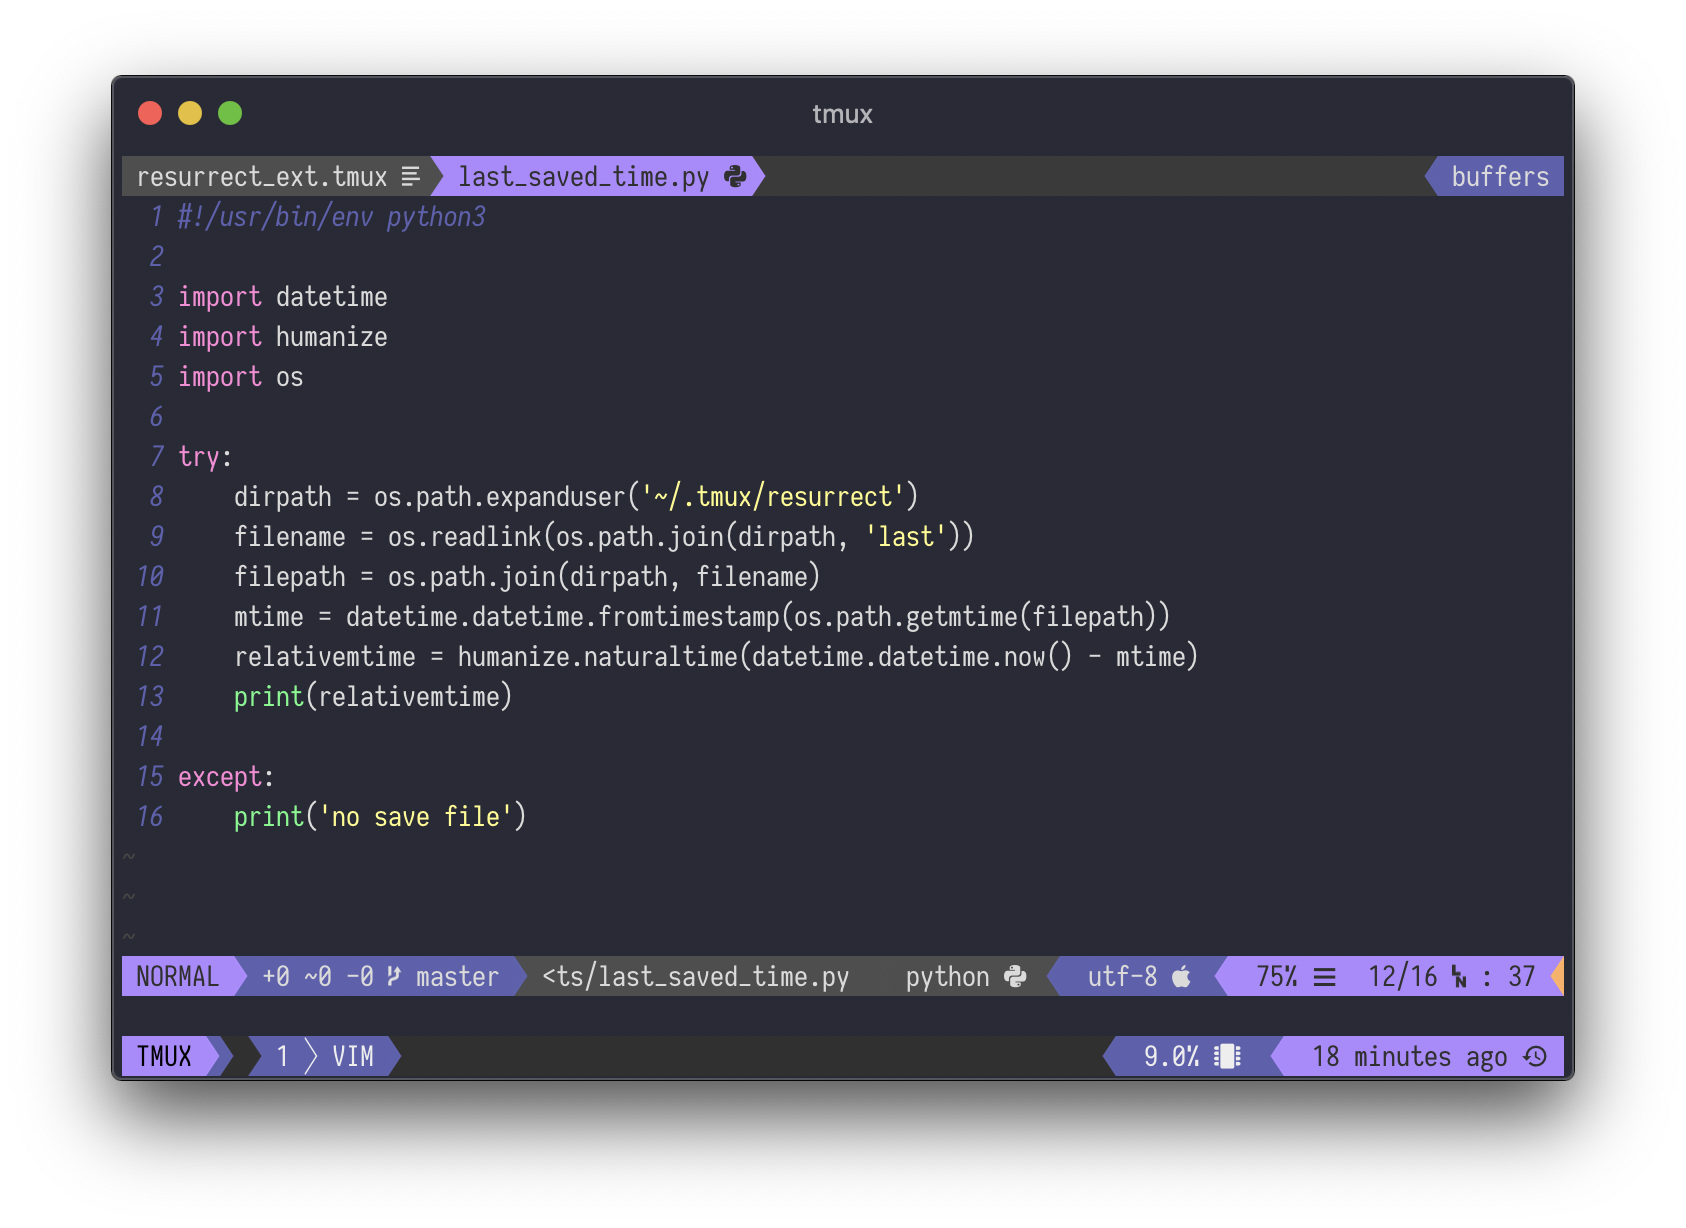 tmux
resurrect_ext.tmux last_saved_time.py buffers
1 #!/usr/bin/env python3
2
3 import datetime
4 import humanize
5 import os
6
7 try:
8     dirpath = os.path.expanduser('~/.tmux/resurrect')
9     filename = os.readlink(os.path.join(dirpath, 'last'))
10     filepath = os.path.join(dirpath, filename)
11     mtime = datetime.datetime.fromtimestamp(os.path.getmtime(filepath))
12     relativemtime = humanize.naturaltime(datetime.datetime.now() - mtime)
13     print(relativemtime)
14
15 except:
16     print('no save file')
~
~
~
NORMAL +0 ~0 -0 master <ts/last_saved_time.py python utf-8 75% ☰ 12/16 : 37
TMUX 1 VIM 9.0% 18 minutes ago